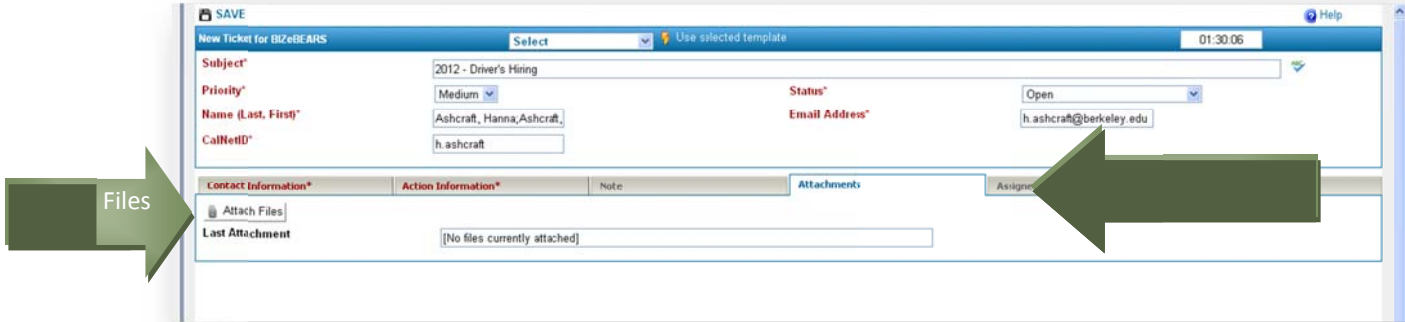 SAVE
Help
New Ticket for BIZeBEARS
Select
Use selected template
01:30:06
Subject*
2012 - Driver's Hiring
ABC
Priority*
Medium
Status*
Open
Name (Last, First)*
Ashcraft, Hanna;Ashcraft,
Email Address*
h.ashcraft@berkeley.edu
CalNetID*
h.ashcraft
Contact Information*
Action Information*
Note
Attachments
Files
Attach Files
Last Attachment
[No files currently attached]